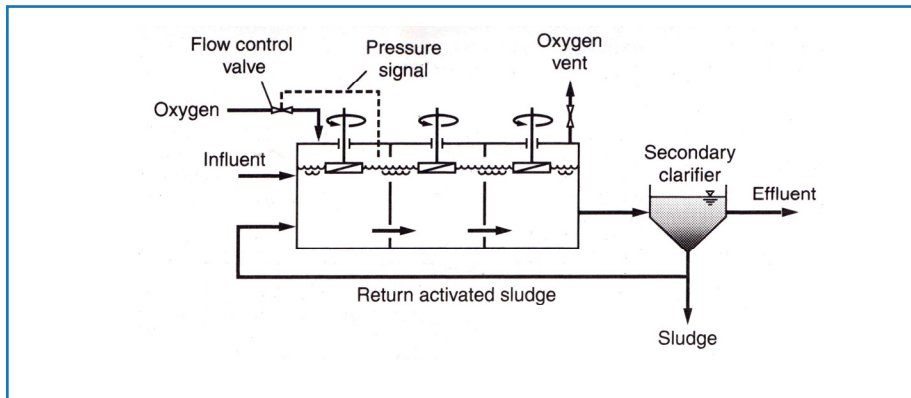 Flow control
valve
Pressure
signal
Oxygen
vent
Oxygen
Influent
Secondary
clarifier
Effluent
Return activated sludge
Sludge